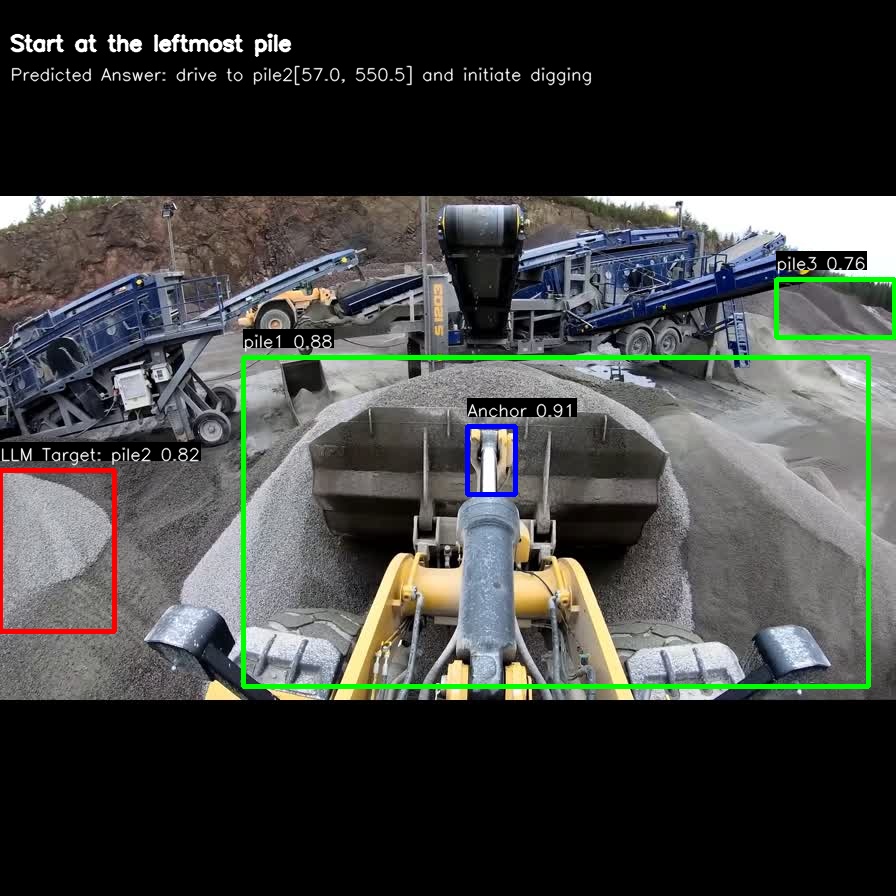 Start at the leftmost pile
Predicted Answer: drive to pile2[57.0, 550.5] and initiate digging
pile3 0.76
S1203
pile1 0.88
Anchor 0.91
LLM Target: pile2 0.82